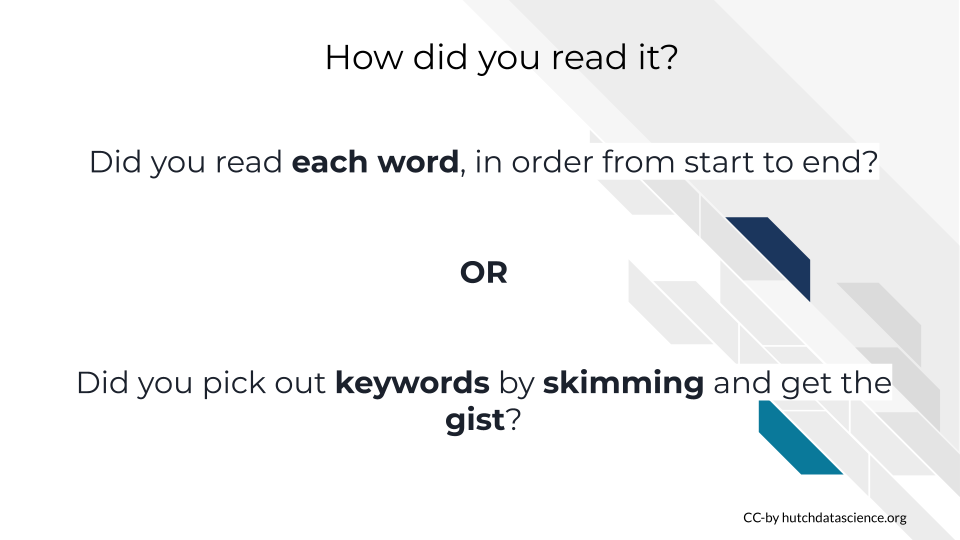 How did you read it?
Did you read each word, in order from start to end?
OR
Did you pick out keywords by skimming and get the
gist?
CC-by hutchdatascience.org